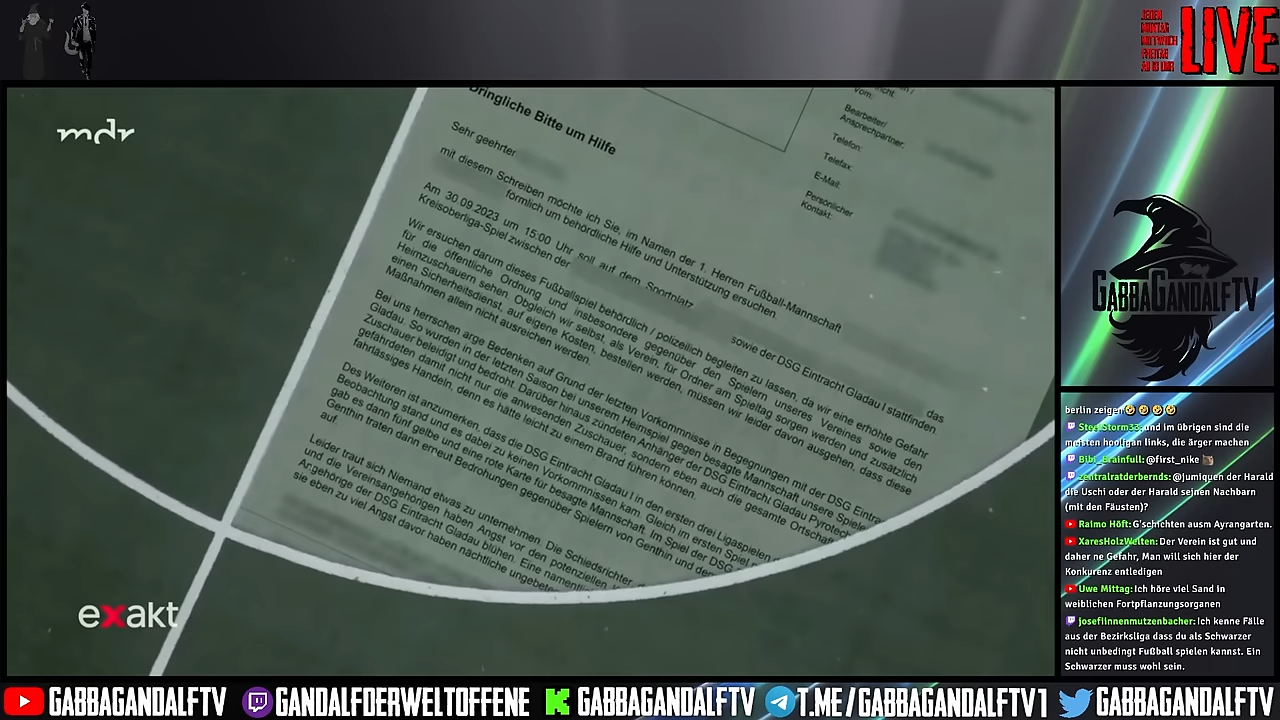 JEDEN
MONTAG
MITTWOCH
FREITAG
LIVE
mdr
Dringliche Bitte um Hilfe
Sehr geehrter
mit diesem Schreiben möchte ich Sie, im Namen der 1. Herren Fußball-Mannschaft
förmlich um behördliche Hilfe und Unterstützung ersuchen.
Am 30.09.2023 um 15:00 Uhr soll auf dem Sportplatz
Kreisoberliga-Spiel zwischen der sowie der DSG Eintracht Gladau I stattfinden. das
Wir ersuchen darum dieses Fußballspiel behördlich / polizeilich begleiten zu lassen, da wir eine erhöhte Gefahr
für die öffentliche Ordnung und insbesondere gegenüber den Spielern unseres Vereines sowie den
Heimzuschauern sehen. Obgleich wir selbst, als Verein, für Ordner am Spieltag sorgen werden und zusätzlich
einen Sicherheitsdienst, auf eigene Kosten, bestellen werden, müssen wir leider davon ausgehen, dass diese
Maßnahmen allein nicht ausreichen werden.
Bei uns herrschen arge Bedenken auf Grund der letzten Vorkommnisse in Begegnungen mit der DSG Eintra
Gladau. So wurden in der letzten Saison bei unserem Heimspiel gegen besagte Mannschaft unsere Spiele
Zuschauer beleidigt und bedroht. Darüber hinaus zündeten Anhänger der DSG Eintracht Gladau Pyrotec
gefährdeten damit nicht nur die anwesenden Zuschauer, sondern eben auch die gesamte Ortschaft
fahrlässiges Handeln, denn es hätte leicht zu einem Brand führen können.
Des Weiteren ist anzumerken, dass die DSG Eintracht Gladau I in den ersten drei Ligaspielen
Beobachtung stand und es dabei zu keinen Vorkommnissen kam. Gleich im ersten Spiel
gab es dann fünf gelbe und eine rote Karte für besagte Mannschaft. Im Spiel der DSG
Genthin traten dann erneut Bedrohungen gegenüber Spielern von Genthin und de
auf.
Leider traut sich Niemand etwas zu unternehmen. Die Schiedsrichter,
und die Vereinsangehörigen haben Angst vor den potenziellen
Angehörige der DSG Eintracht Gladau blühen. Eine namentli
sie eben zu viel Angst davor haben nächtliche ungebete
vom:
Bearbeiter/
Ansprechpartner:
Telefon:
Telefax:
E-Mail:
Persönlicher
Kontakt:
exakt
GABBAGANDALFTV
berlin zeigen🤣🤣🤣🤣
SteelStorm33: und im übrigen sind die
meisten hooligan links, die ärger machen
Bibi_Brainfull: @first_nike
zentralratderbernds: @jumiquen der Harald
die Uschi oder der Harald seinen Nachbarn
(mit den Fäusten)?
Raimo Höft: G'schichten ausm Ayrangarten.
XaresHolzWelten: Der Verein ist gut und
daher ne Gefahr, Man will sich hier der
Konkurenz entledigen
Uwe Mittag: Ich höre viel Sand in
weiblichen Fortpflanzungsorganen
josefiinnenmutzenbacher: Ich kenne Fälle
aus der Bezirksliga dass du als Schwarzer
nicht unbedingt Fußball spielen kannst. Ein
Schwarzer muss wohl sein.
GABBAGANDALFTV GANDALFDERWELTOFFENE GABBAGANDALFTV T.ME/GABBAGANDALFTV1 GABBAGANDALFTV